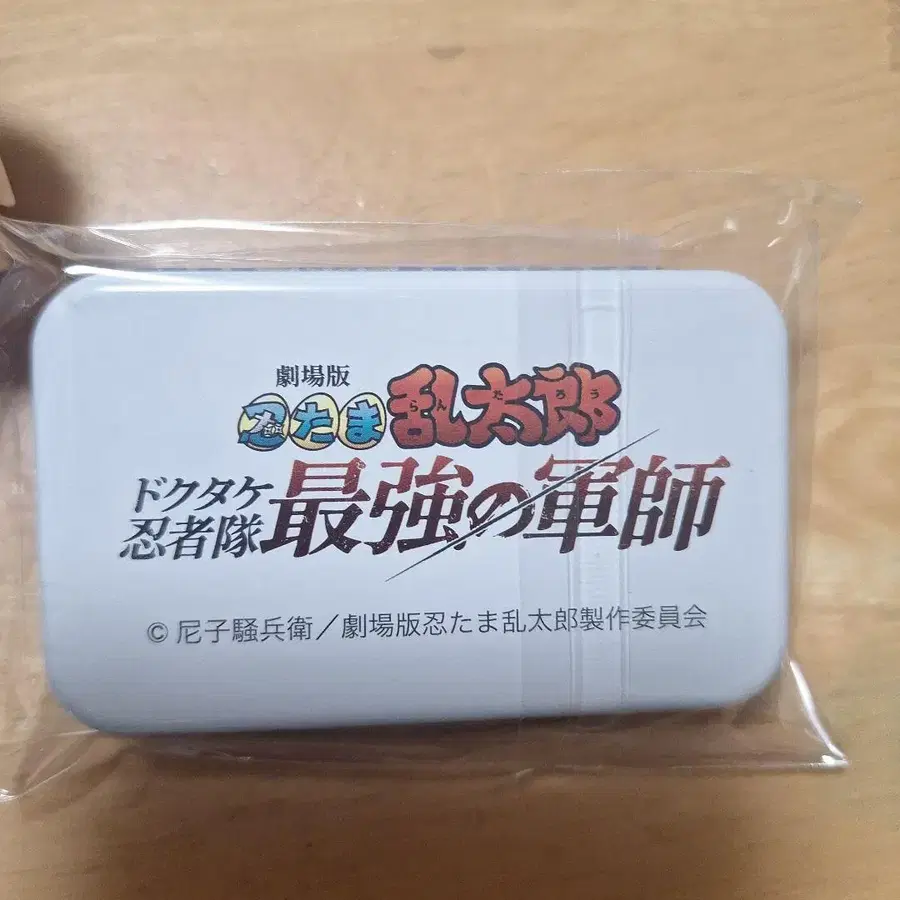 劇場版
忍たま乱太郎
らんたろう
ドクタケ
忍者隊
最強の軍師
© 尼子騒兵衛／劇場版忍たま乱太郎製作委員会